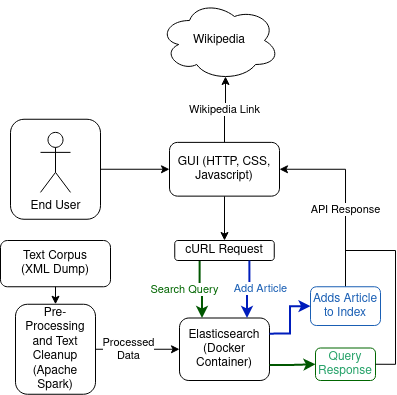 Wikipedia
Wikipedia Link
GUI (HTTP, CSS,
Javascript)
End User
API Response
cURL Request
Text Corpus
(XML Dump)
Search Query
Add Article
Pre-
Processing
and Text
Cleanup
(Apache
Spark)
Processed
Data
Elasticsearch
(Docker
Container)
Adds Article
to Index
Query
Response